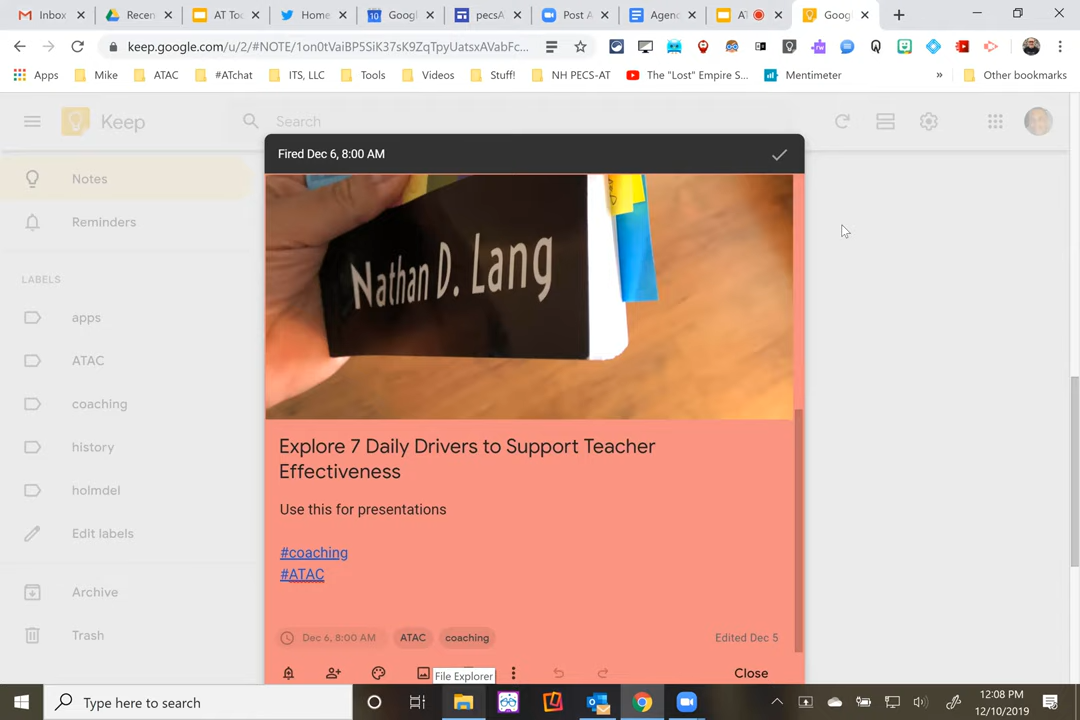 Inbox
Recen
AT Too
Home
10
Googl
pecsA
Post A
Agenc
AT
Goog
keep.google.com/u/2/#NOTE/1on0tVaiBP5SiK37sK9ZqTpyUatsxAVabFc...
Apps
Mike
ATAC
#ATchat
ITS, LLC
Tools
Videos
Stuff!
NH PECS-AT
The "Lost" Empire S...
Mentimeter
»
Other bookmarks
Keep
Search
Fired Dec 6, 8:00 AM
Notes
Reminders
Nathan D. Lang
LABELS
apps
ATAC
coaching
history
holmdel
Edit labels
Archive
Trash
Explore 7 Daily Drivers to Support Teacher
Effectiveness
Use this for presentations
#coaching
#ATAC
Dec 6, 8:00 AM
ATAC
coaching
Edited Dec 5
File Explorer
Close
Type here to search
12:08 PM
12/10/2019